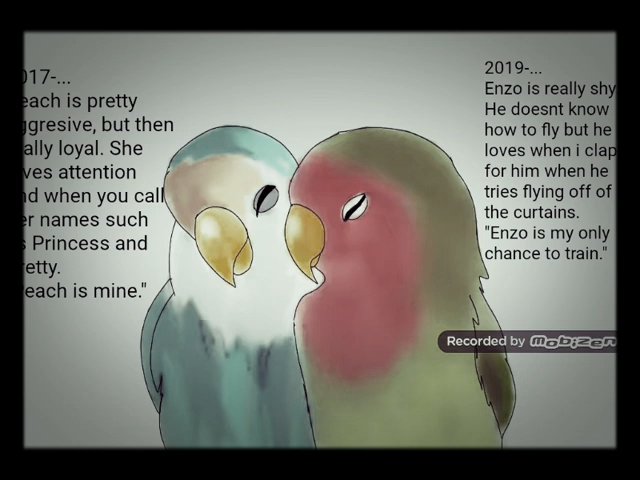 017-...
each is pretty
ggresive, but then
ally loyal. She
ves attention
nd when you call
er names such
s Princess and
retty.
each is mine."
2019-...
Enzo is really shy
He doesnt know
how to fly but he
loves when i clap
for him when he
tries flying off of
the curtains.
"Enzo is my only
chance to train."
Recorded by Mobizen